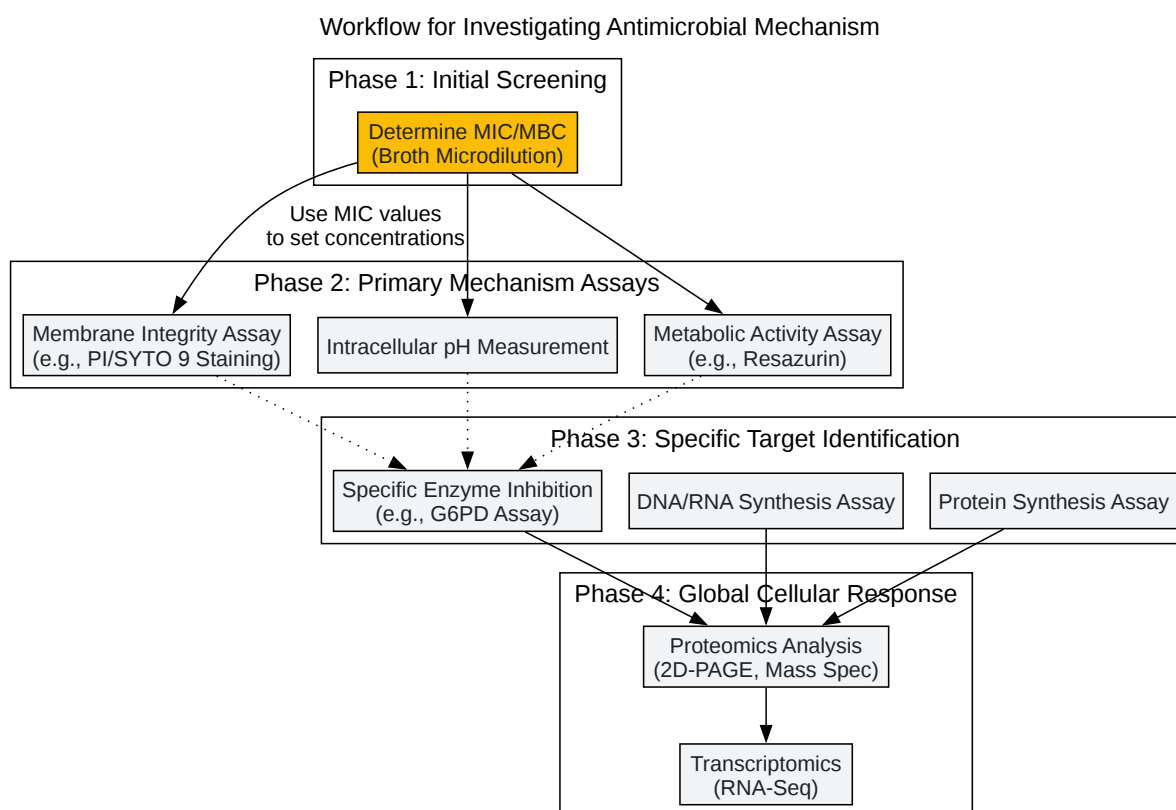 Workflow for Investigating Antimicrobial Mechanism
Phase 1: Initial Screening
Determine MIC/MBC
(Broth Microdilution)
Use MIC values
to set concentrations
Phase 2: Primary Mechanism Assays
Membrane Integrity Assay
(e.g., PI/SYTO 9 Staining)
Intracellular pH Measurement
Metabolic Activity Assay
(e.g., Resazurin)
Phase 3: Specific Target Identification
Specific Enzyme Inhibition
(e.g., G6PD Assay)
DNA/RNA Synthesis Assay
Protein Synthesis Assay
Phase 4: Global Cellular Response
Proteomics Analysis
(2D-PAGE, Mass Spec)
Transcriptomics
(RNA-Seq)